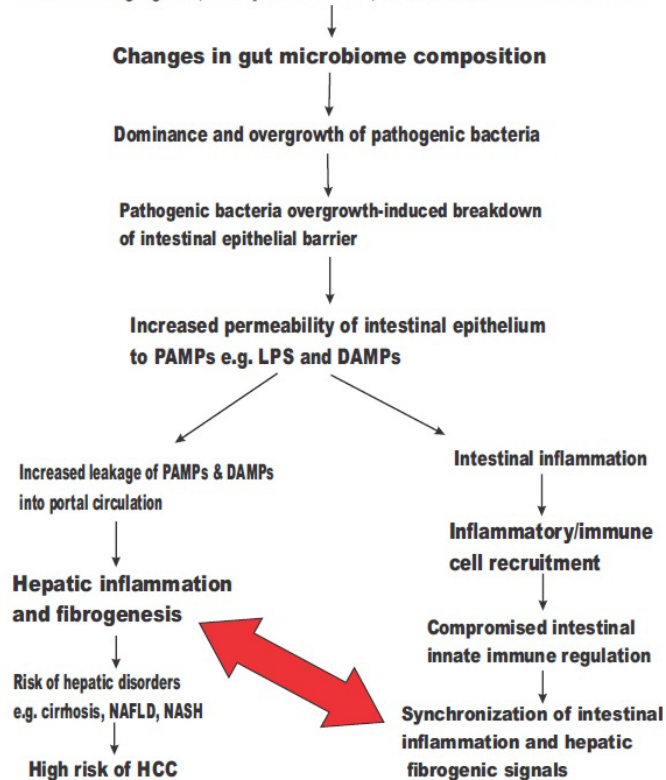 Changes in gut microbiome composition
Dominance and overgrowth of pathogenic bacteria
Pathogenic bacteria overgrowth-induced breakdown
of intestinal epithelial barrier
Increased permeability of intestinal epithelium
to PAMPs e.g. LPS and DAMPs
Increased leakage of PAMPs & DAMPs
into portal circulation
Hepatic inflammation
and fibrogenesis
Risk of hepatic disorders
e.g. cirrhosis, NAFLD, NASH
High risk of HCC
Intestinal inflammation
Inflammatory/immune
cell recruitment
Compromised intestinal
innate immune regulation
Synchronization of intestinal
inflammation and hepatic
fibrogenic signals